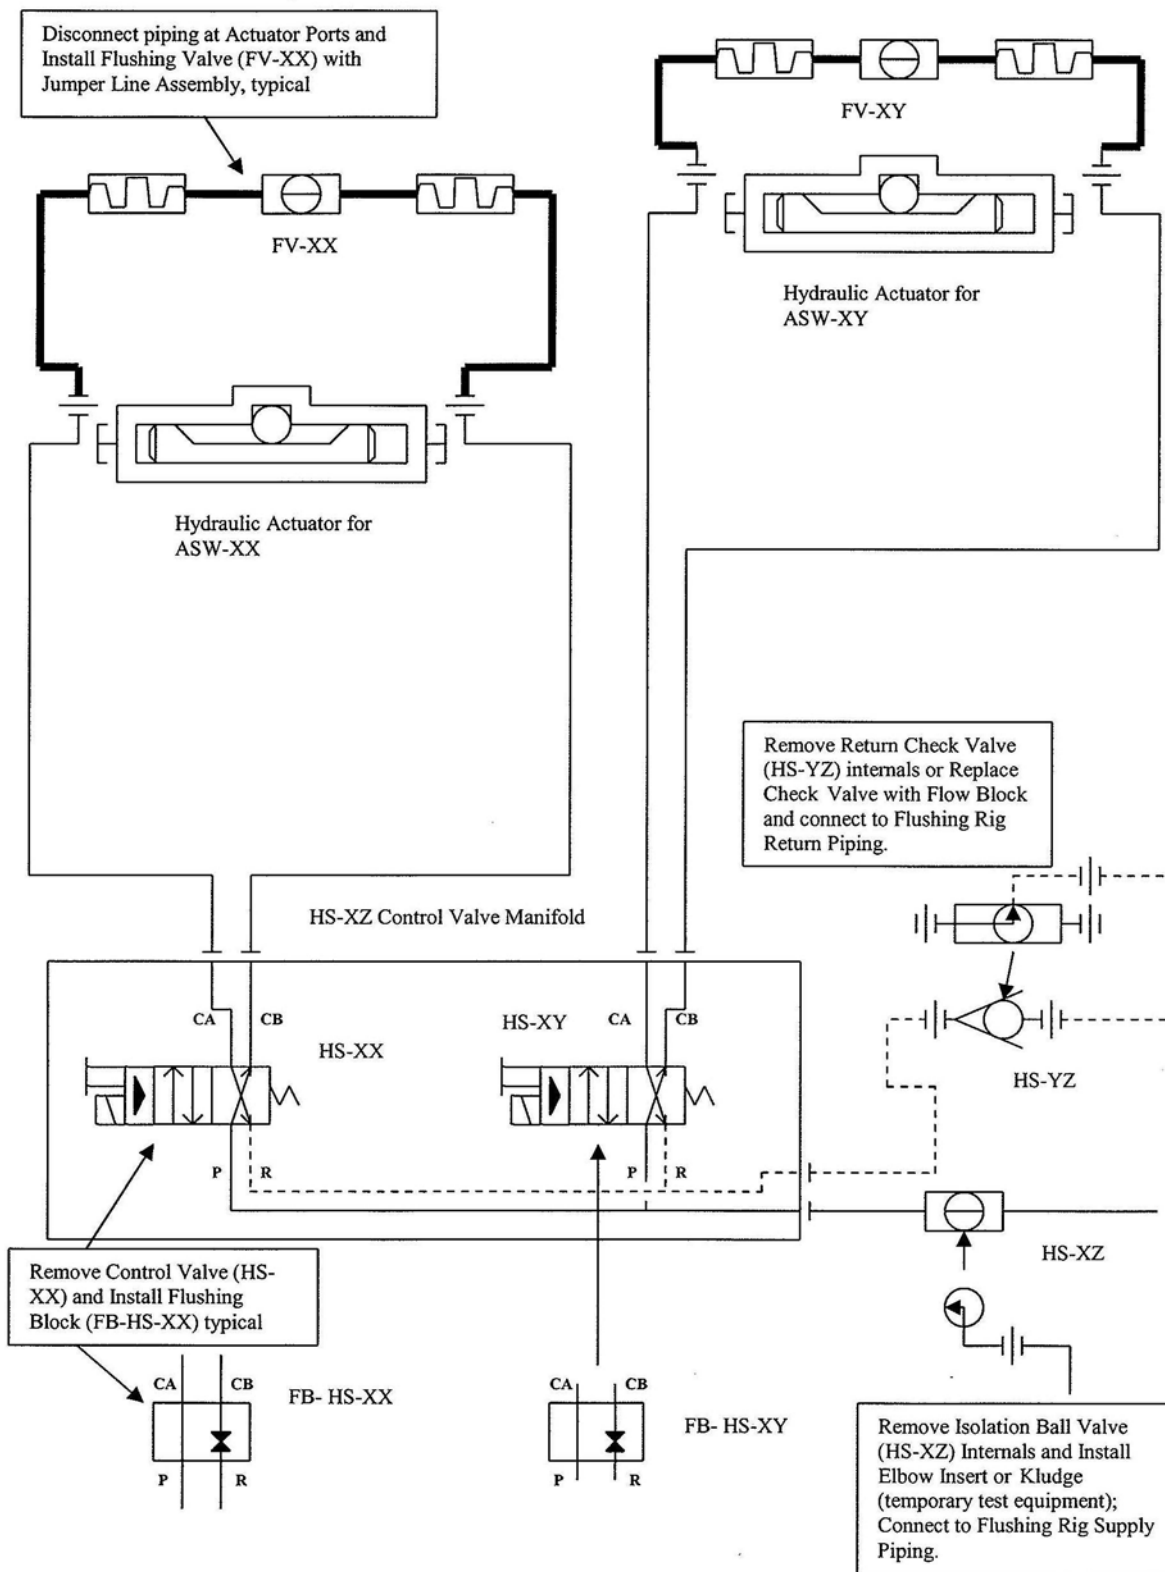 Disconnect piping at Actuator Ports and
Install Flushing Valve (FV-XX) with
Jumper Line Assembly, typical
FV-XY
FV-XX
Hydraulic Actuator for
ASW-XY
Hydraulic Actuator for
ASW-XX
Remove Return Check Valve
(HS-YZ) internals or Replace
Check Valve with Flow Block
and connect to Flushing Rig
Return Piping.
HS-XZ Control Valve Manifold
CA CB
HS-XX
HS-XY
CA CB
HS-YZ
P R
P R
HS-XZ
Remove Control Valve (HS-
XX) and Install Flushing
Block (FB-HS-XX) typical
CA CB
FB- HS-XX
P R
CA CB
FB- HS-XY
P R
Remove Isolation Ball Valve
(HS-XZ) Internals and Install
Elbow Insert or Kludge
(temporary test equipment);
Connect to Flushing Rig Supply
Piping.